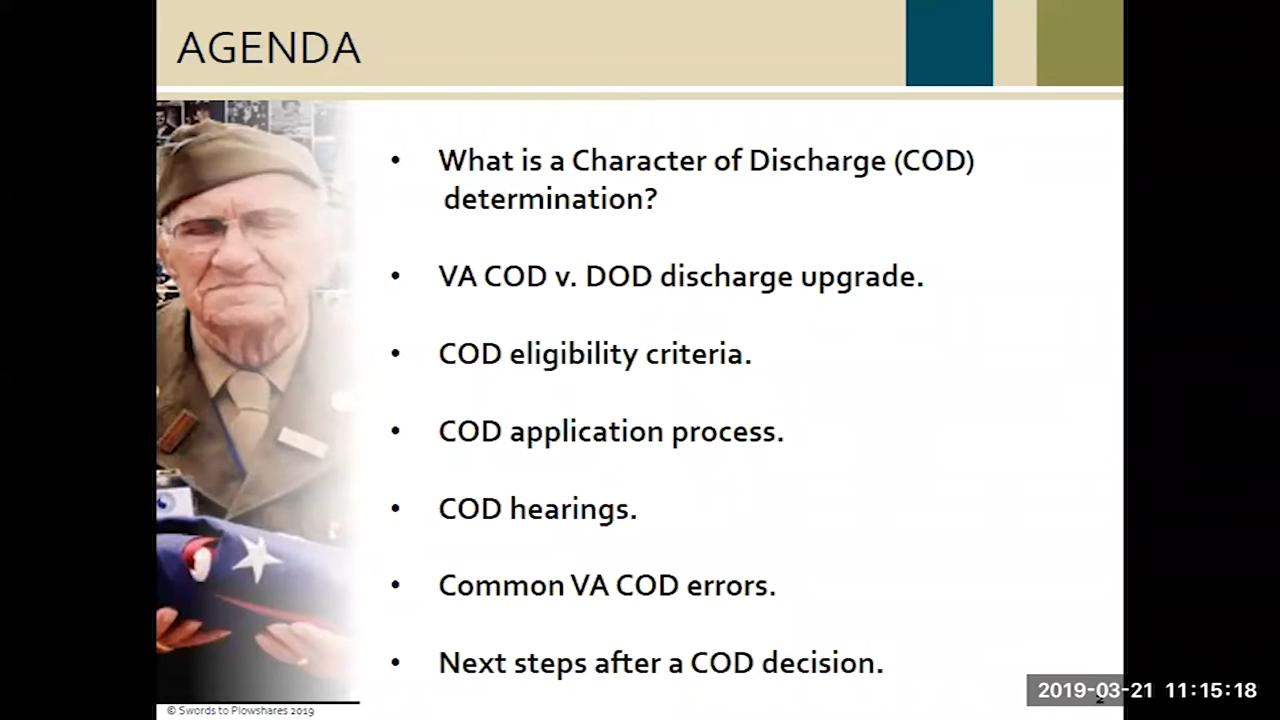 AGENDA
• What is a Character of Discharge (COD)
determination?
• VA COD v. DOD discharge upgrade.
• COD eligibility criteria.
• COD application process.
• COD hearings.
• Common VA COD errors.
• Next steps after a COD decision.
2019-03-21 11:15:18
2
© Swords to Plowshares 2019